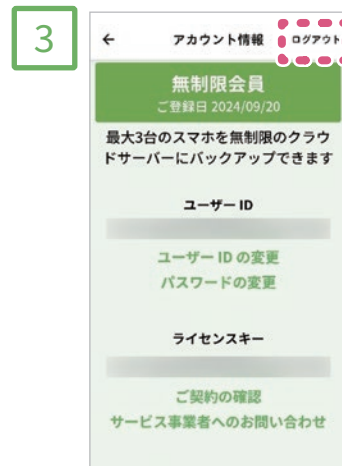 3
← アカウント情報 ログアウト
無制限会員
ご登録日 2024/09/20
最大3台のスマホを無制限のクラウ
ドサーバーにバックアップできます
ユーザー ID
ユーザー ID の変更
パスワードの変更
ライセンスキー
ご契約の確認
サービス事業者へのお問い合わせ